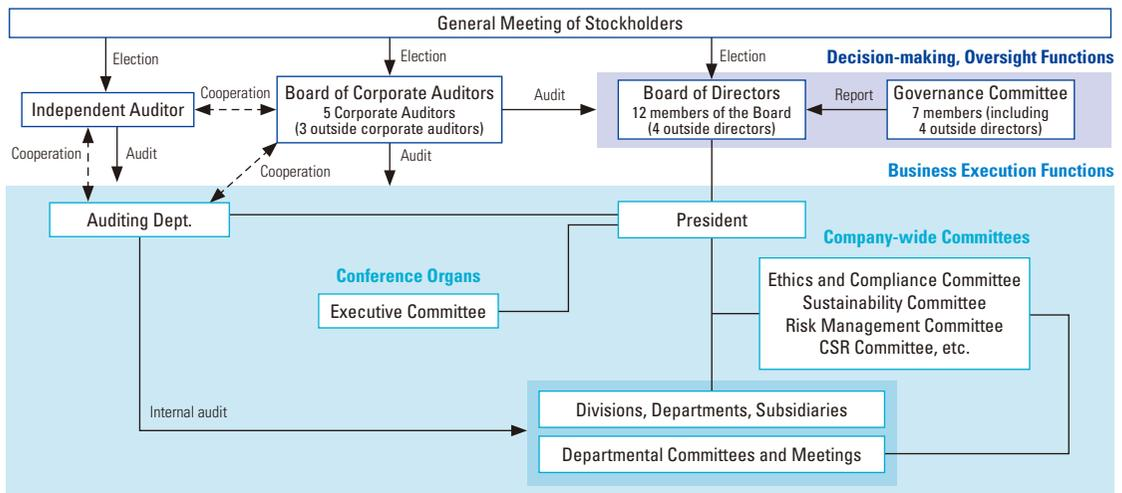 General Meeting of Stockholders
Election
Election
Election
Decision-making, Oversight Functions
Independent Auditor
Cooperation
Board of Corporate Auditors
5 Corporate Auditors
(3 outside corporate auditors)
Audit
Board of Directors
12 members of the Board
(4 outside directors)
Report
Governance Committee
7 members (including
4 outside directors)
Cooperation
Audit
Cooperation
Audit
Business Execution Functions
Auditing Dept.
President
Company-wide Committees
Conference Organs
Executive Committee
Ethics and Compliance Committee
Sustainability Committee
Risk Management Committee
CSR Committee, etc.
Internal audit
Divisions, Departments, Subsidiaries
Departmental Committees and Meetings